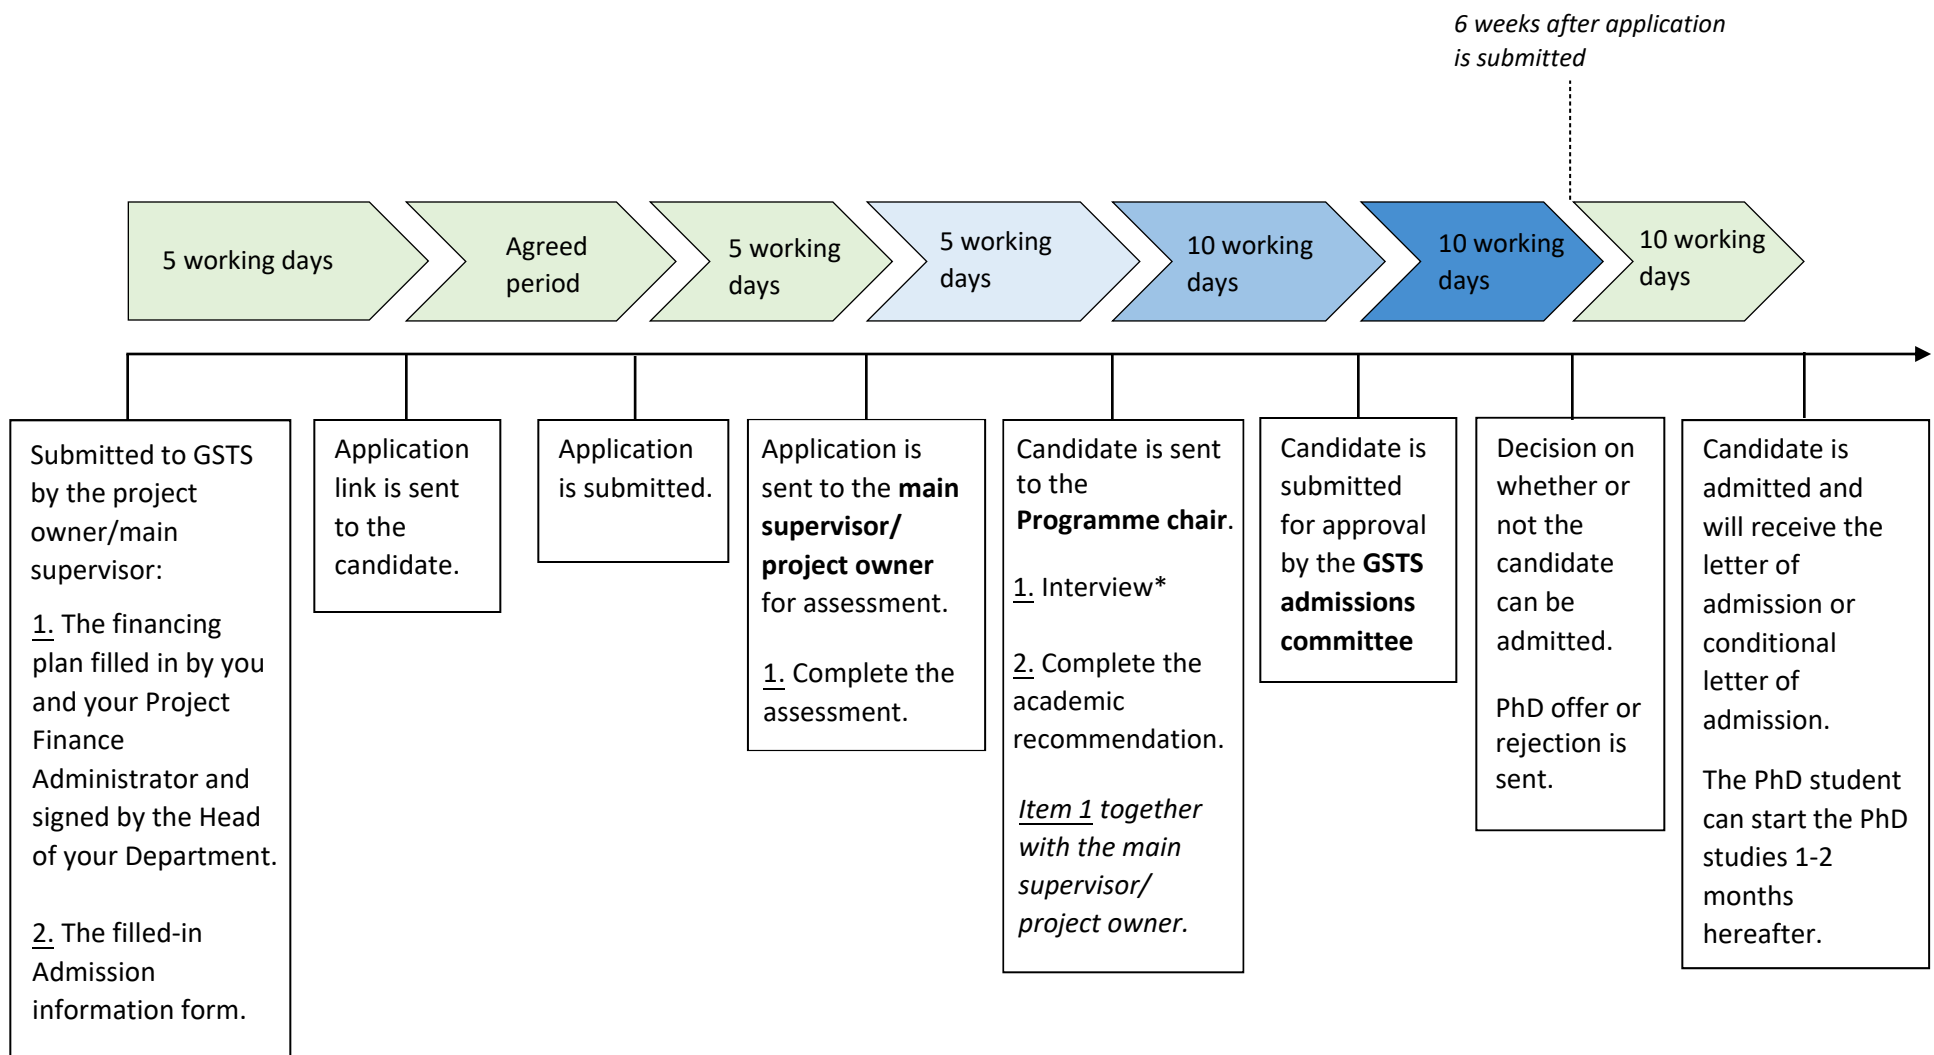 6 weeks after application
is submitted
5 working days
Agreed
period
5 working
days
5 working
days
10 working
days
10 working
days
10 working
days
Submitted to GSTS
by the project
owner/main
supervisor:
1. The financing
plan filled in by you
and your Project
Finance
Administrator and
signed by the Head
of your Department.
2. The filled-in
Admission
information form.
Application
link is sent
to the
candidate.
Application
is submitted.
Application is
sent to the main
supervisor/
project owner
for assessment.
1. Complete the
assessment.
Candidate is sent
to the
Programme chair.
1. Interview*
2. Complete the
academic
recommendation.
Item 1 together
with the main
supervisor/
project owner.
Candidate is
submitted
for approval
by the GSTS
admissions
committee
Decision on
whether or
not the
candidate
can be
admitted.
PhD offer or
rejection is
sent.
Candidate is
admitted and
will receive the
letter of
admission or
conditional
letter of
admission.
The PhD student
can start the PhD
studies 1-2
months
hereafter.